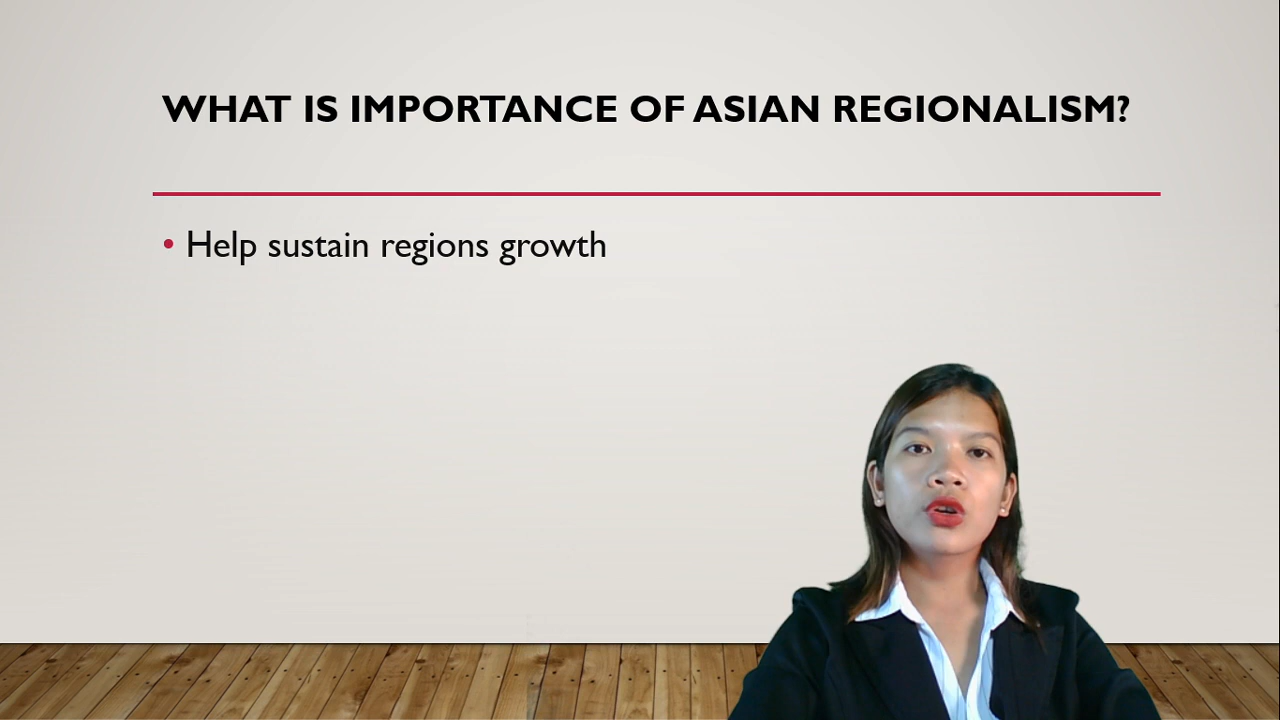 WHAT IS IMPORTANCE OF ASIAN REGIONALISM?
• Help sustain regions growth